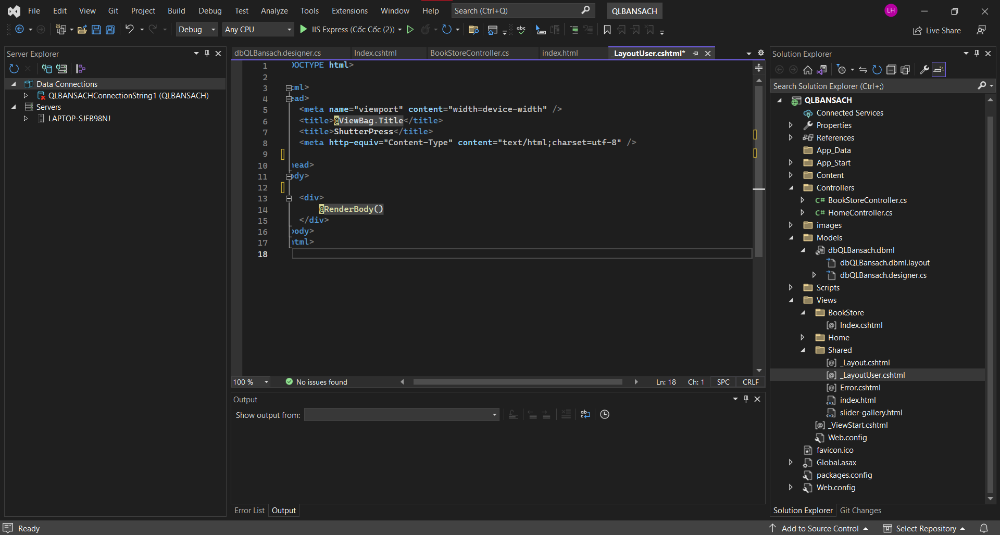 File Edit View Git Project Build Debug Test Analyze Tools Extensions Window Help Search (Ctrl+Q) QLBANSACH LH
Debug Any CPU IIS Express (Cốc Cốc (2)) Live Share
Server Explorer
Data Connections
QLBANSACHConnectionString1 (QLBANSACH)
Servers
LAPTOP-SJFB98NJ
dbQLBansach.designer.cs Index.cshtml BookStoreController.cs index.html _LayoutUser.cshtml*
1 OCTYPE html>
2
3 ml>
4 ead>
5 <meta name="viewport" content="width=device-width" />
6 <title>@ViewBag.Title</title>
7 <title>ShutterPress</title>
8 <meta http-equiv="Content-Type" content="text/html;charset=utf-8" />
9
10 head>
11 ody>
12
13 <div>
14 @RenderBody()
15 </div>
16 body>
17 html>
18
100 % No issues found Ln: 18 Ch: 1 SPC CRLF
Output
Show output from:
Error List Output
Solution Explorer
Search Solution Explorer (Ctrl+;)
QLBANSACH
Connected Services
Properties
References
App_Data
App_Start
Content
Controllers
C# BookStoreController.cs
C# HomeController.cs
images
Models
dbQLBansach.dbml
dbQLBansach.dbml.layout
dbQLBansach.designer.cs
Scripts
Views
BookStore
[@] Index.cshtml
Home
Shared
[@] _Layout.cshtml
[@] _LayoutUser.cshtml
[@] Error.cshtml
index.html
slider-gallery.html
[@] _ViewStart.cshtml
Web.config
favicon.ico
Global.asax
packages.config
Web.config
Solution Explorer Git Changes
Ready Add to Source Control Select Repository